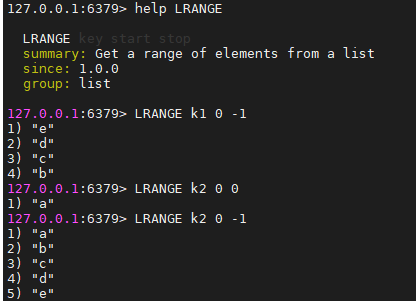 127.0.0.1:6379> help LRANGE
LRANGE key start stop
summary: Get a range of elements from a list
since: 1.0.0
group: list
127.0.0.1:6379> LRANGE k1 0 -1
1) "e"
2) "d"
3) "c"
4) "b"
127.0.0.1:6379> LRANGE k2 0 0
1) "a"
127.0.0.1:6379> LRANGE k2 0 -1
1) "a"
2) "b"
3) "c"
4) "d"
5) "e"